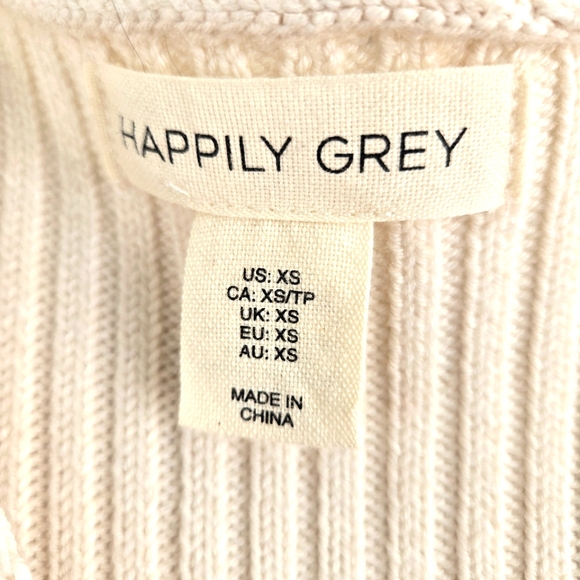 HAPPILY GREY
US: XS
CA: XS/TP
UK: XS
EU: XS
AU: XS
MADE IN
CHINA